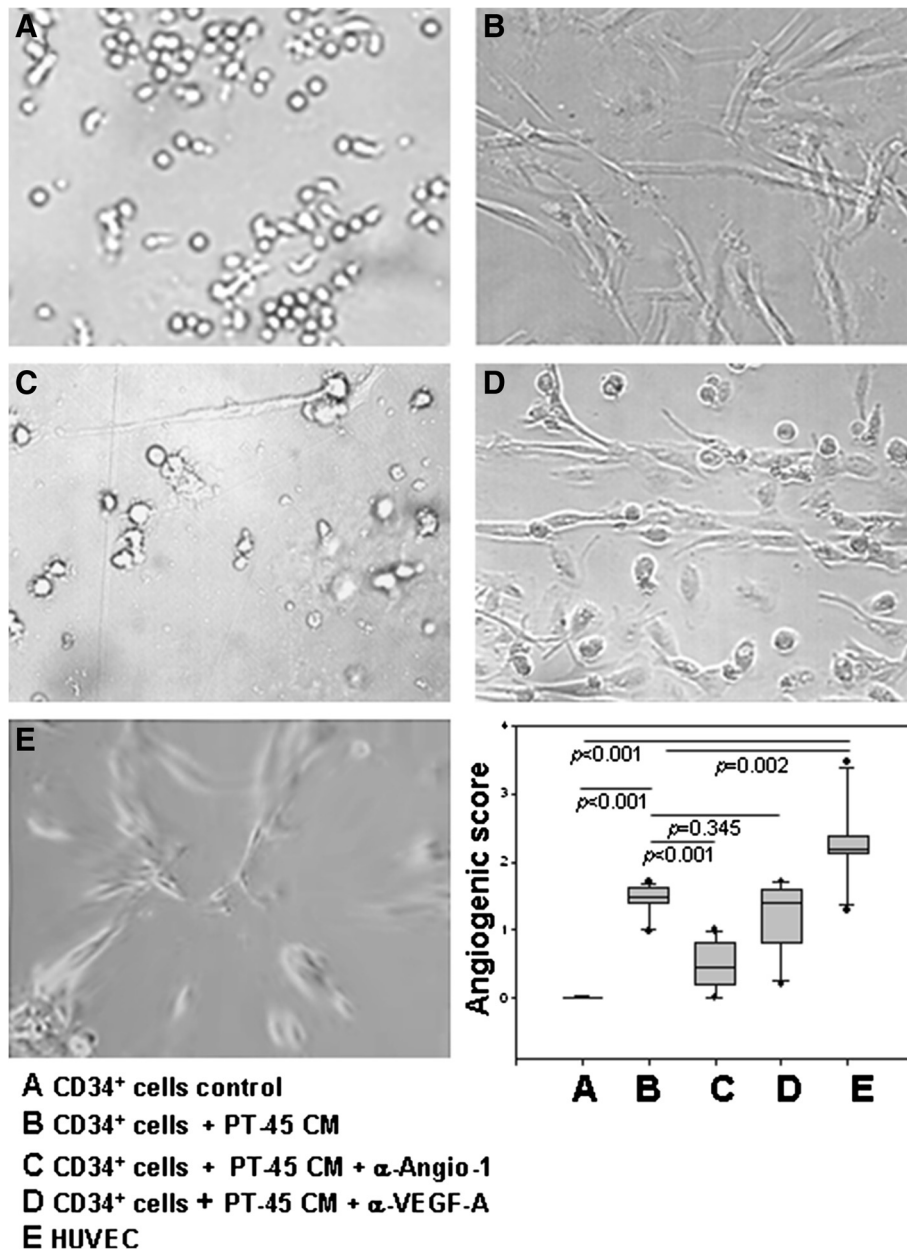 A
B
C
D
E
Angiogenic score
4
3
2
1
0
p<0.001
p=0.002
p<0.001
p=0.345
p<0.001
A B C D E
A CD34+ cells control
B CD34+ cells + PT-45 CM
C CD34+ cells + PT-45 CM + α-Angio-1
D CD34+ cells + PT-45 CM + α-VEGF-A
E HUVEC